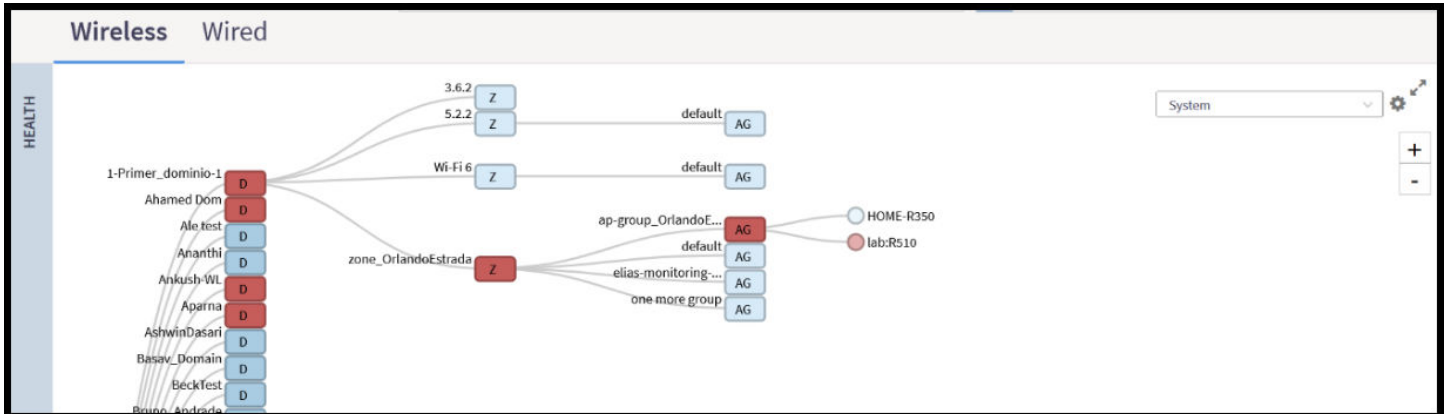 Wireless Wired
HEALTH
System
+
-
3.6.2 Z
5.2.2 Z default AG
Wi-Fi 6 Z default AG
1-Primer_dominio-1 D
Ahamed Dom D
Ale test D
Ananthi D
Ankush-WL D
Aparna D
AshwinDasari D
Basav_Domain D
BeckTest D
Bruno_Andrade
zone_OrlandoEstrada Z
ap-group_OrlandoE... AG
default AG
elias-monitoring-... AG
one more group AG
HOME-R350
lab:R510